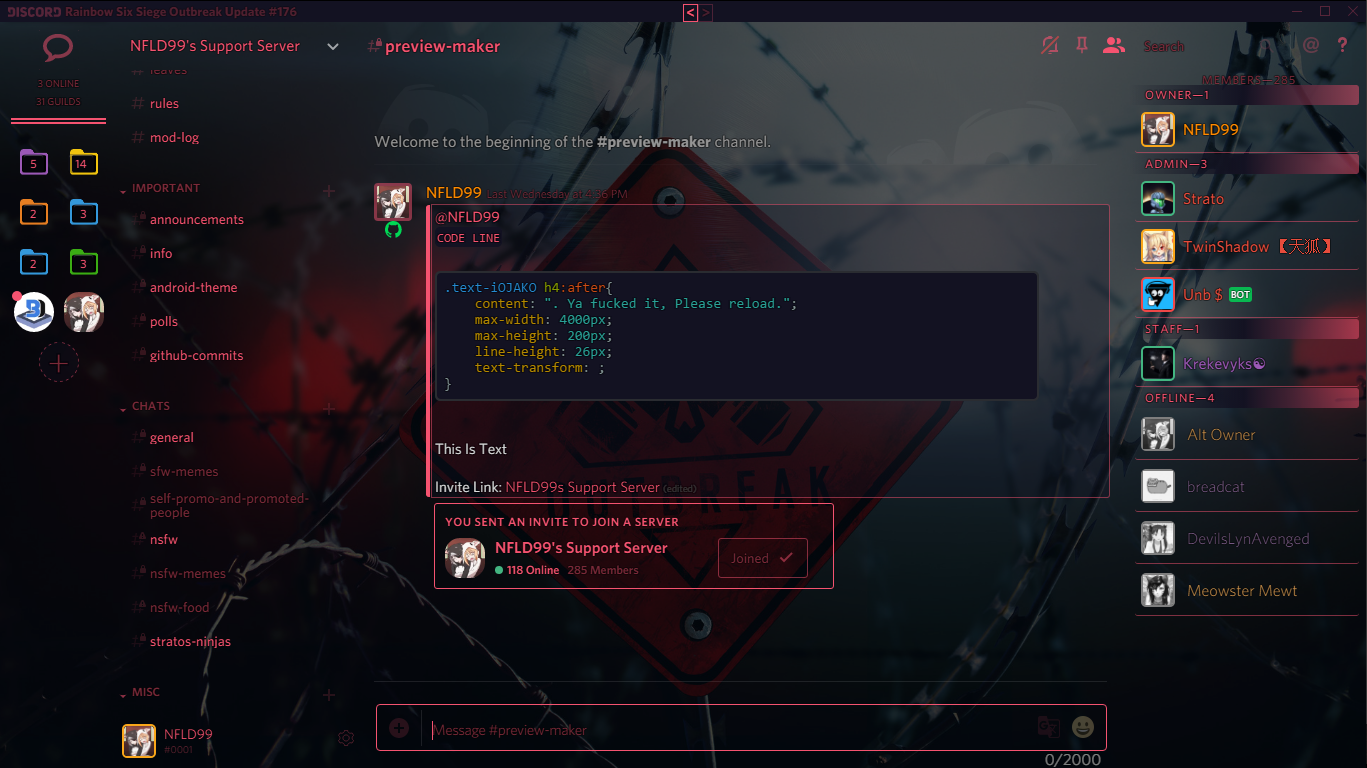 DISCORD Rainbow Six Siege Outbreak Update #176
< >
3 ONLINE
31 GUILDS
5
14
2
3
2
3
NFLD99's Support Server
leaves
rules
mod-log
IMPORTANT
announcements
info
android-theme
polls
github-commits
CHATS
general
sfw-memes
self-promo-and-promoted-
people
nsfw
nsfw-memes
nsfw-food
stratos-ninjas
MISC
NFLD99
#0001
#preview-maker
Search
@ ?
Welcome to the beginning of the #preview-maker channel.
NFLD99 Last Wednesday at 4:36 PM
@NFLD99
CODE LINE
.text-iOJAKO h4:after{
content: ". Ya fucked it, Please reload.";
max-width: 4000px;
max-height: 200px;
line-height: 26px;
text-transform: ;
}
This Is Text
Invite Link: NFLD99s Support Server (edited)
OUTBREAK
YOU SENT AN INVITE TO JOIN A SERVER
NFLD99's Support Server
118 Online 285 Members
Joined
Message #preview-maker
0/2000
MEMBERS—285
OWNER—1
NFLD99
ADMIN—3
Strato
TwinShadow 【天狐】
Unb $ BOT
STAFF—1
Krekevyks☯
OFFLINE—4
Alt Owner
breadcat
DevilsLynAvenged
Meowster Mewt